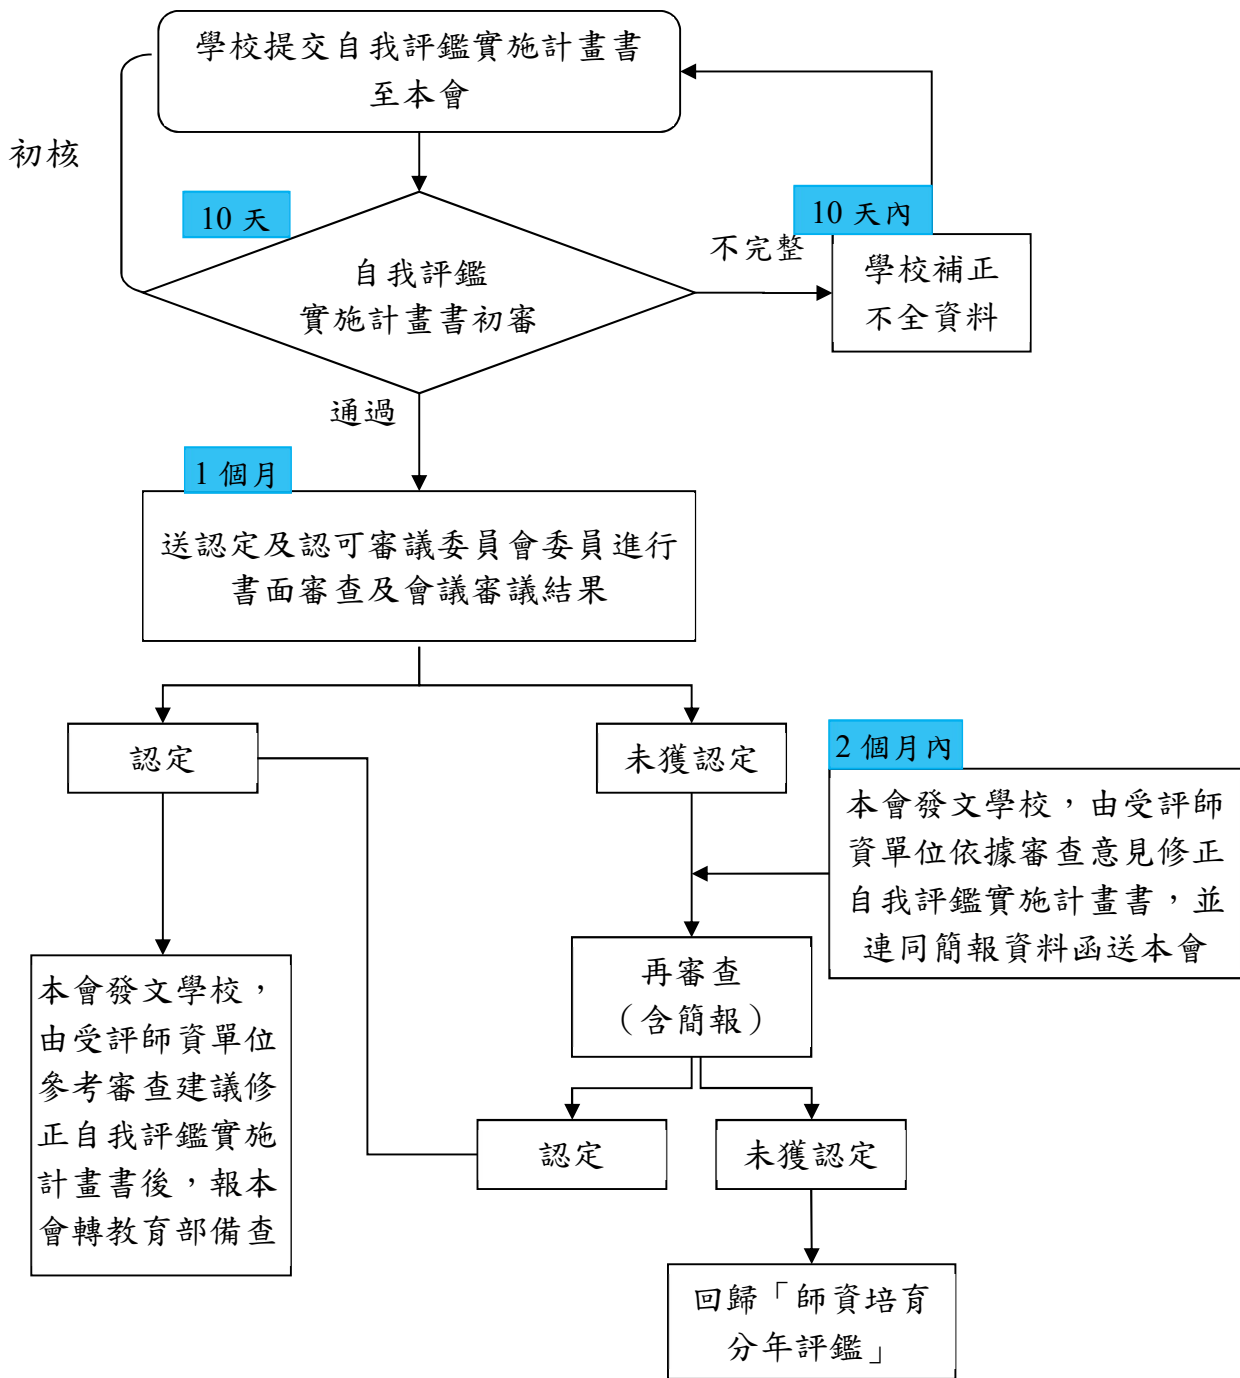 學校提交自我評鑑實施計畫書
至本會
初核
10 天
自我評鑑
實施計畫書初審
不完整
10 天內
學校補正
不全資料
通過
1 個月
送認定及認可審議委員會委員進行
書面審查及會議審議結果
認定
未獲認定
2 個月內
本會發文學校，由受評師
資單位依據審查意見修正
自我評鑑實施計畫書，並
連同簡報資料函送本會
本會發文學校，
由受評師資單位
參考審查建議修
正自我評鑑實施
計畫書後，報本
會轉教育部備查
再審查
（含簡報）
認定
未獲認定
回歸「師資培育
分年評鑑」